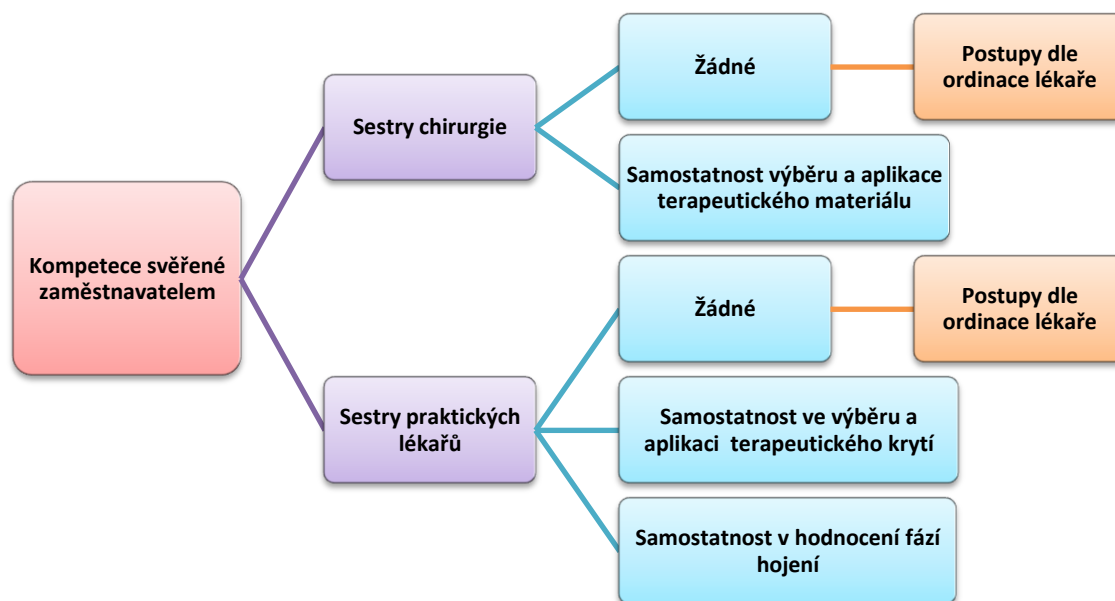 Žádné
Postupy dle
ordinace lékaře
Sestry chirurgie
Samostatnost výběru a aplikace
terapeutického materiálu
Kompetece svěřené
zaměstnavatelem
Žádné
Postupy dle
ordinace lékaře
Sestry praktických
lékařů
Samostatnost ve výběru a
aplikaci terapeutického krytí
Samostatnost v hodnocení fází
hojení